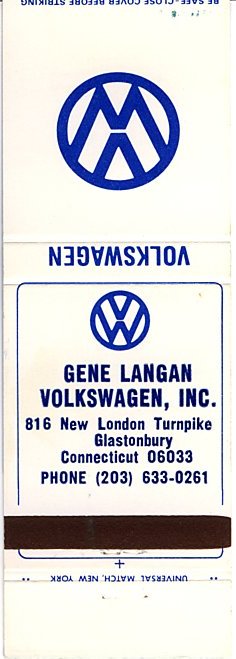 BE SAFE-CLOSE COVER BEFORE STRIKING
VOLKSWAGEN
GENE LANGAN
VOLKSWAGEN, INC.
816 New London Turnpike
Glastonbury
Connecticut 06033
PHONE (203) 633-0261
UNIVERSAL MATCH, NEW YORK